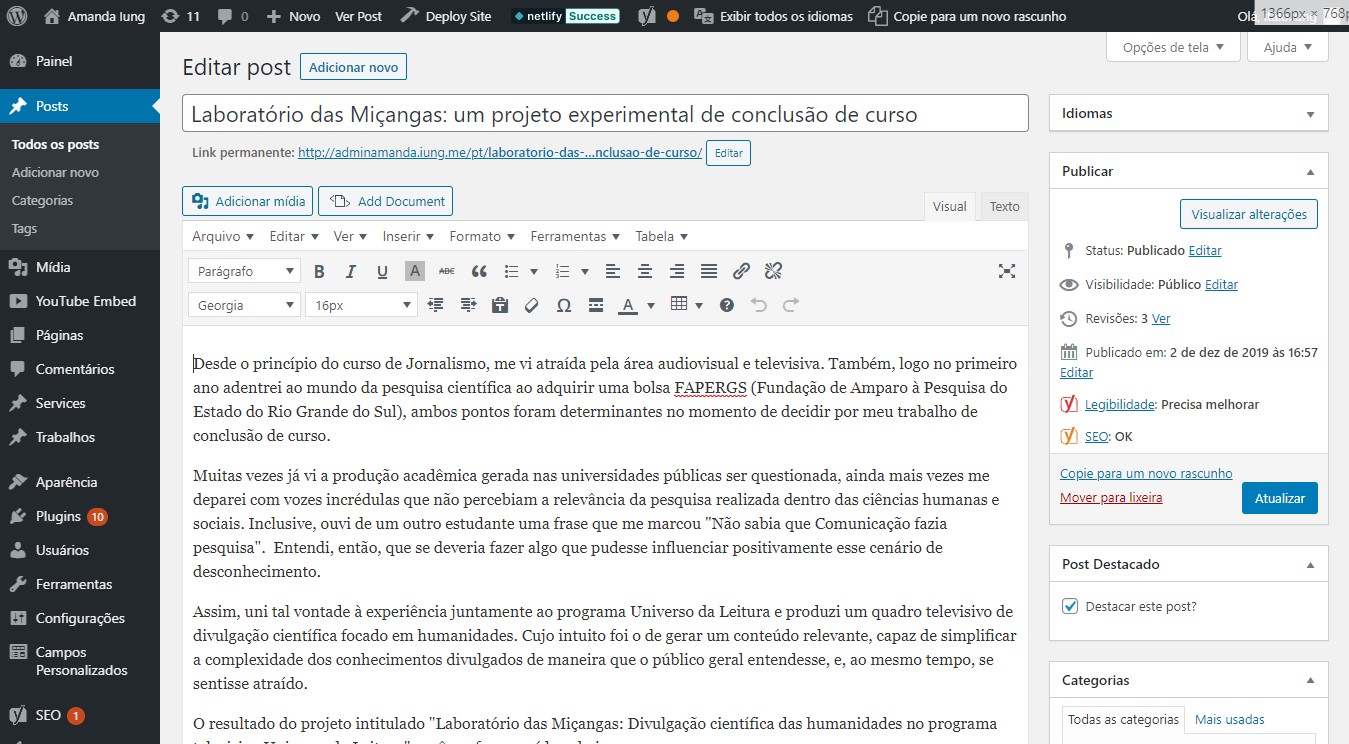 Amanda Iung 11 0 Novo Ver Post Deploy Site netlify Success Exibir todos os idiomas Copie para um novo rascunho Olá
1366px × 768p
Painel
Posts
Todos os posts
Adicionar novo
Categorias
Tags
Mídia
YouTube Embed
Páginas
Comentários
Services
Trabalhos
Aparência
Plugins 10
Usuários
Ferramentas
Configurações
Campos
Personalizados
SEO 1
Opções de tela Ajuda
Editar post Adicionar novo
Laboratório das Miçangas: um projeto experimental de conclusão de curso
Link permanente: http://adminamanda.iung.me/pt/laboratorio-das-...nclusao-de-curso/ Editar
Adicionar mídia Add Document
Visual Texto
Arquivo Editar Ver Inserir Formato Ferramentas Tabela
Parágrafo B I U A ABC
Georgia 16px Ω A
Desde o princípio do curso de Jornalismo, me vi atraída pela área audiovisual e televisiva. Também, logo no primeiro
ano adentrei ao mundo da pesquisa científica ao adquirir uma bolsa FAPERGS (Fundação de Amparo à Pesquisa do
Estado do Rio Grande do Sul), ambos pontos foram determinantes no momento de decidir por meu trabalho de
conclusão de curso.
Muitas vezes já vi a produção acadêmica gerada nas universidades públicas ser questionada, ainda mais vezes me
deparei com vozes incrédulas que não percebiam a relevância da pesquisa realizada dentro das ciências humanas e
sociais. Inclusive, ouvi de um outro estudante uma frase que me marcou "Não sabia que Comunicação fazia
pesquisa". Entendi, então, que se deveria fazer algo que pudesse influenciar positivamente esse cenário de
desconhecimento.
Assim, uni tal vontade à experiência juntamente ao programa Universo da Leitura e produzi um quadro televisivo de
divulgação científica focado em humanidades. Cujo intuito foi o de gerar um conteúdo relevante, capaz de simplificar
a complexidade dos conhecimentos divulgados de maneira que o público geral entendesse, e, ao mesmo tempo, se
sentisse atraído.
O resultado do projeto intitulado "Laboratório das Miçangas: Divulgação científica das humanidades no programa
Idiomas
Publicar
Visualizar alterações
Status: Publicado Editar
Visibilidade: Público Editar
Revisões: 3 Ver
Publicado em: 2 de dez de 2019 às 16:57
Editar
Legibilidade: Precisa melhorar
SEO: OK
Copie para um novo rascunho
Mover para lixeira Atualizar
Post Destacado
Destacar este post?
Categorias
Todas as categorias Mais usadas